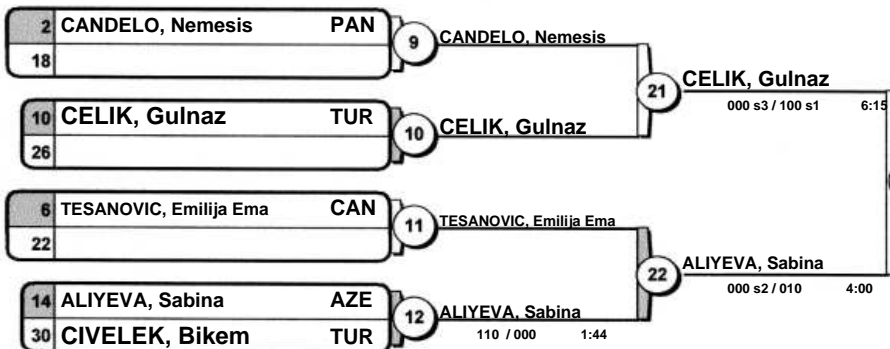 2 CANDELO, Nemesis PAN
18
9 CANDELO, Nemesis
10 CELIK, Gulnaz TUR
26
10 CELIK, Gulnaz
21 CELIK, Gulnaz
000 s3 / 100 s1 6:15
6 TESANOVIC, Emilija Ema CAN
22
11 TESANOVIC, Emilija Ema
14 ALIYEVA, Sabina AZE
30 CIVELEK, Bikem TUR
12 ALIYEVA, Sabina
110 / 000 1:44
22 ALIYEVA, Sabina
000 s2 / 010 4:00